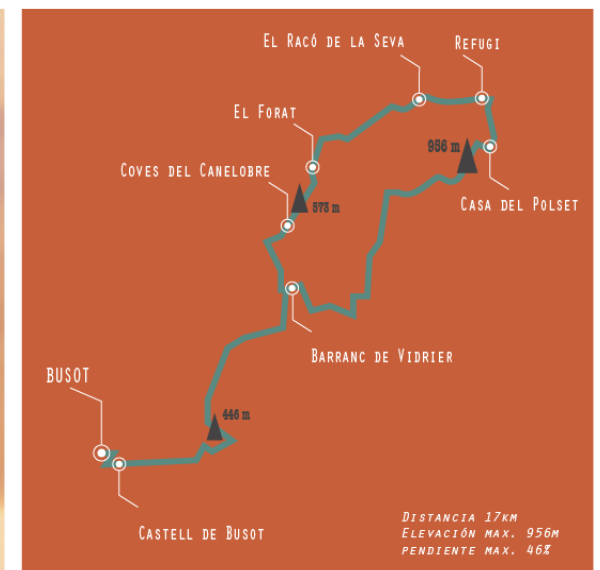 El Racó de la Seva
Refugi
El Forat
956 m
Coves del Canelobre
573 m
Casa del Polset
Barranc de Vidrier
BUSOT
446 m
Castell de Busot
Distancia 17km
Elevación max. 956m
pendiente max. 46%